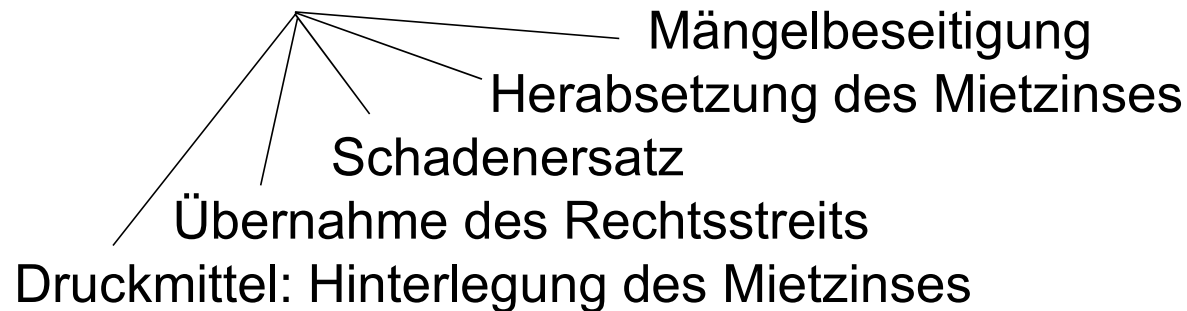 Mängelbeseitigung
Herabsetzung des Mietzinses
Schadenersatz
Übernahme des Rechtsstreits
Druckmittel: Hinterlegung des Mietzinses